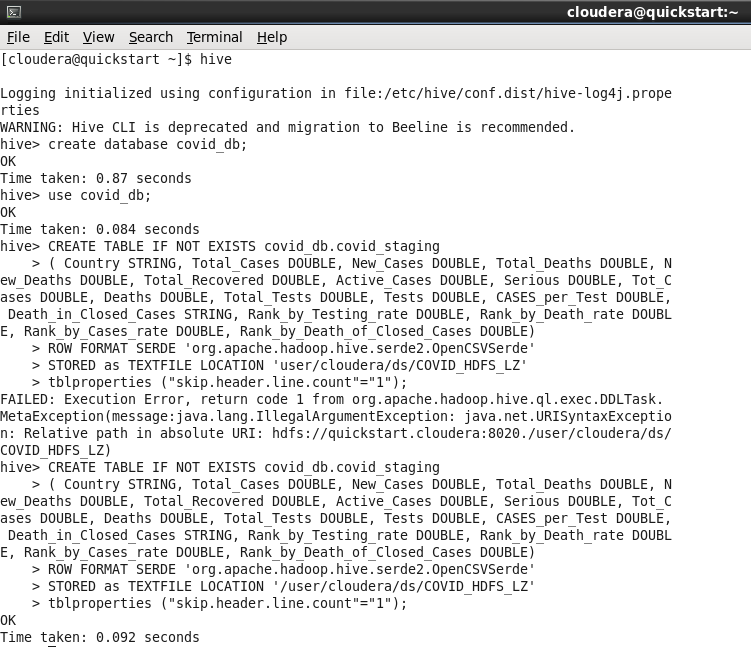 cloudera@quickstart:~
File Edit View Search Terminal Help
[cloudera@quickstart ~]$ hive
Logging initialized using configuration in file:/etc/hive/conf.dist/hive-log4j.prope
rties
WARNING: Hive CLI is deprecated and migration to Beeline is recommended.
hive> create database covid_db;
OK
Time taken: 0.87 seconds
hive> use covid_db;
OK
Time taken: 0.084 seconds
hive> CREATE TABLE IF NOT EXISTS covid_db.covid_staging
    > ( Country STRING, Total_Cases DOUBLE, New_Cases DOUBLE, Total_Deaths DOUBLE, N
ew_Deaths DOUBLE, Total_Recovered DOUBLE, Active_Cases DOUBLE, Serious DOUBLE, Tot_C
ases DOUBLE, Deaths DOUBLE, Total_Tests DOUBLE, Tests DOUBLE, CASES_per_Test DOUBLE,
 Death_in_Closed_Cases STRING, Rank_by_Testing_rate DOUBLE, Rank_by_Death_rate DOUBL
E, Rank_by_Cases_rate DOUBLE, Rank_by_Death_of_Closed_Cases DOUBLE)
    > ROW FORMAT SERDE 'org.apache.hadoop.hive.serde2.OpenCSVSerde'
    > STORED as TEXTFILE LOCATION 'user/cloudera/ds/COVID_HDFS_LZ'
    > tblproperties ("skip.header.line.count"="1");
FAILED: Execution Error, return code 1 from org.apache.hadoop.hive.ql.exec.DDLTask.
MetaException(message:java.lang.IllegalArgumentException: java.net.URISyntaxExceptio
n: Relative path in absolute URI: hdfs://quickstart.cloudera:8020./user/cloudera/ds/
COVID_HDFS_LZ)
hive> CREATE TABLE IF NOT EXISTS covid_db.covid_staging
    > ( Country STRING, Total_Cases DOUBLE, New_Cases DOUBLE, Total_Deaths DOUBLE, N
ew_Deaths DOUBLE, Total_Recovered DOUBLE, Active_Cases DOUBLE, Serious DOUBLE, Tot_C
ases DOUBLE, Deaths DOUBLE, Total_Tests DOUBLE, Tests DOUBLE, CASES_per_Test DOUBLE,
 Death_in_Closed_Cases STRING, Rank_by_Testing_rate DOUBLE, Rank_by_Death_rate DOUBL
E, Rank_by_Cases_rate DOUBLE, Rank_by_Death_of_Closed_Cases DOUBLE)
    > ROW FORMAT SERDE 'org.apache.hadoop.hive.serde2.OpenCSVSerde'
    > STORED as TEXTFILE LOCATION '/user/cloudera/ds/COVID_HDFS_LZ'
    > tblproperties ("skip.header.line.count"="1");
OK
Time taken: 0.092 seconds